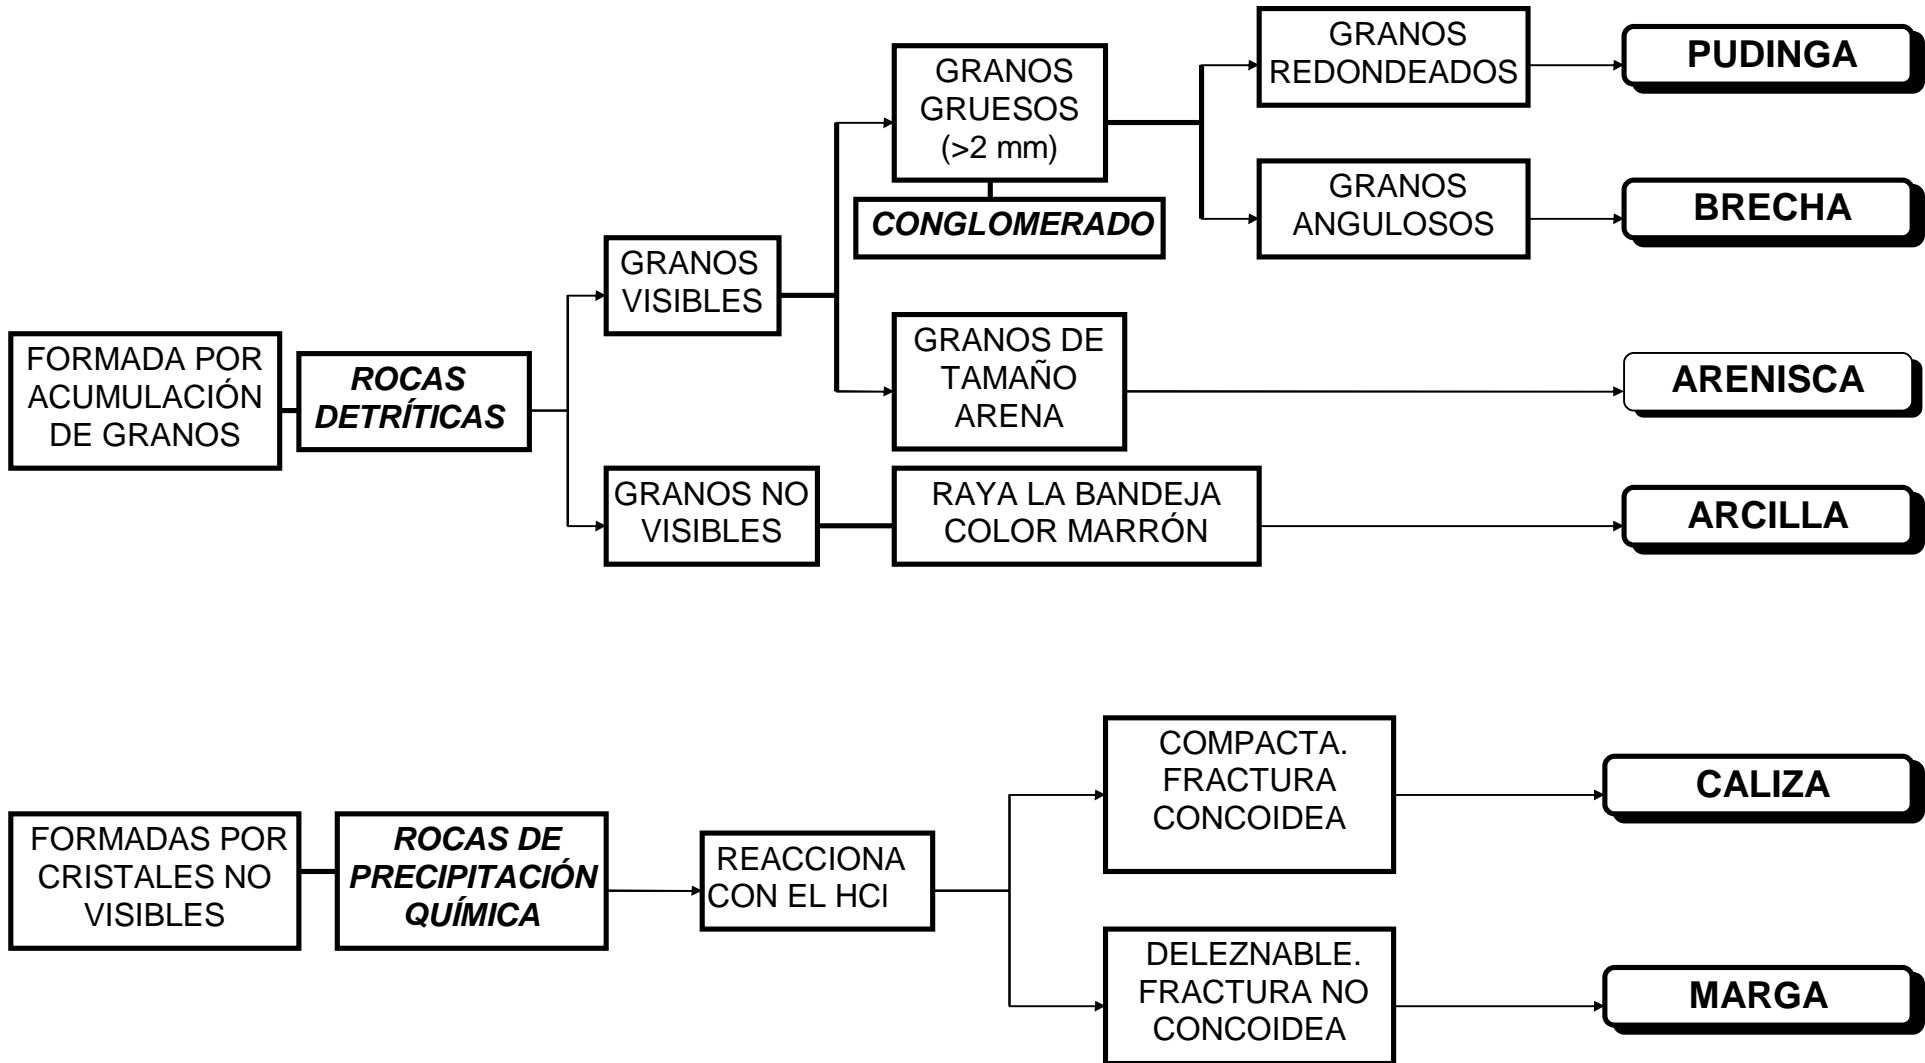 FORMADA POR
ACUMULACIÓN
DE GRANOS
ROCAS
DETRÍTICAS
GRANOS
VISIBLES
GRANOS
GRUESOS
(>2 mm)
CONGLOMERADO
GRANOS
REDONDEADOS
PUDINGA
GRANOS
ANGULOSOS
BRECHA
GRANOS DE
TAMAÑO
ARENA
ARENISCA
GRANOS NO
VISIBLES
RAYA LA BANDEJA
COLOR MARRÓN
ARCILLA
FORMADAS POR
CRISTALES NO
VISIBLES
ROCAS DE
PRECIPITACIÓN
QUÍMICA
REACCIONA
CON EL HCl
COMPACTA.
FRACTURA
CONCOIDEA
CALIZA
DELEZNABLE.
FRACTURA NO
CONCOIDEA
MARGA